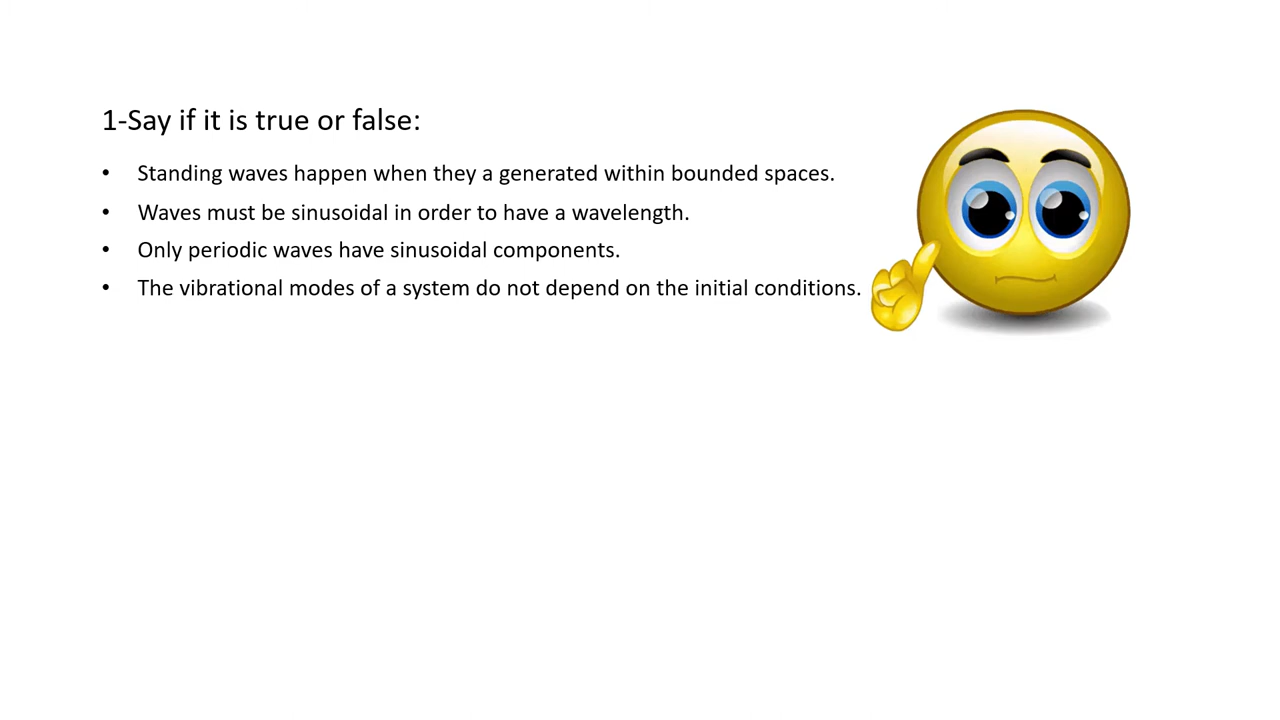 1-Say if it is true or false:
• Standing waves happen when they a generated within bounded spaces.
• Waves must be sinusoidal in order to have a wavelength.
• Only periodic waves have sinusoidal components.
• The vibrational modes of a system do not depend on the initial conditions.